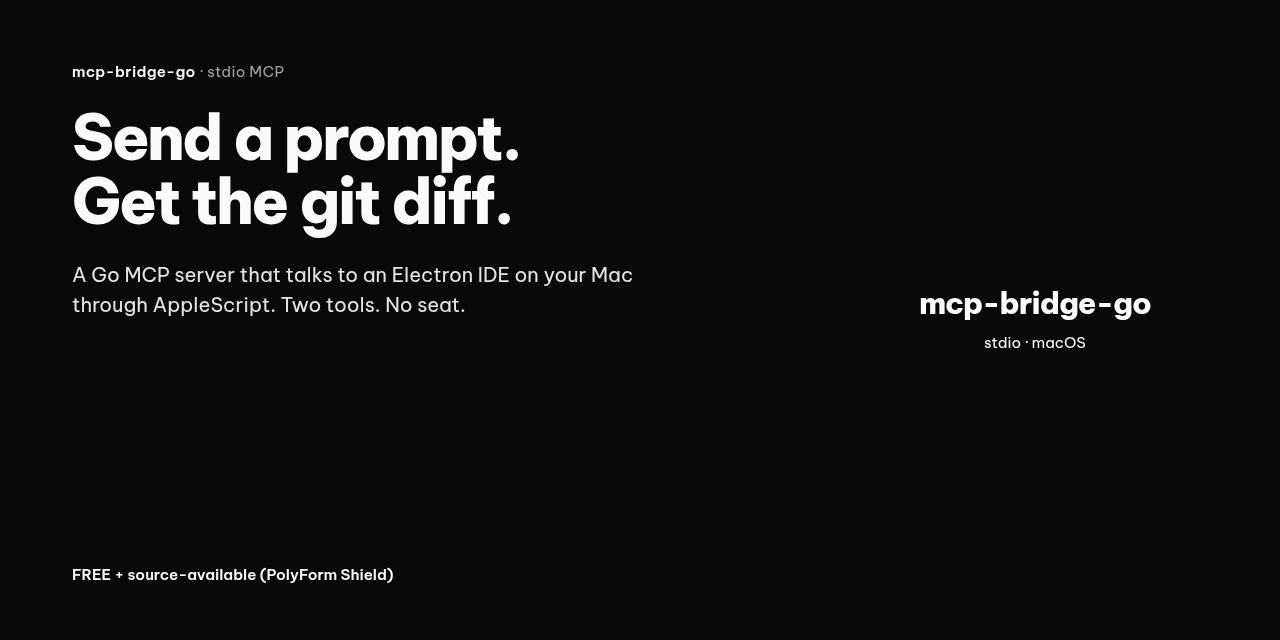 mcp-bridge-go · stdio MCP
Send a prompt.
Get the git diff.
A Go MCP server that talks to an Electron IDE on your Mac
through AppleScript. Two tools. No seat.
mcp-bridge-go
stdio · macOS
FREE + source-available (PolyForm Shield)